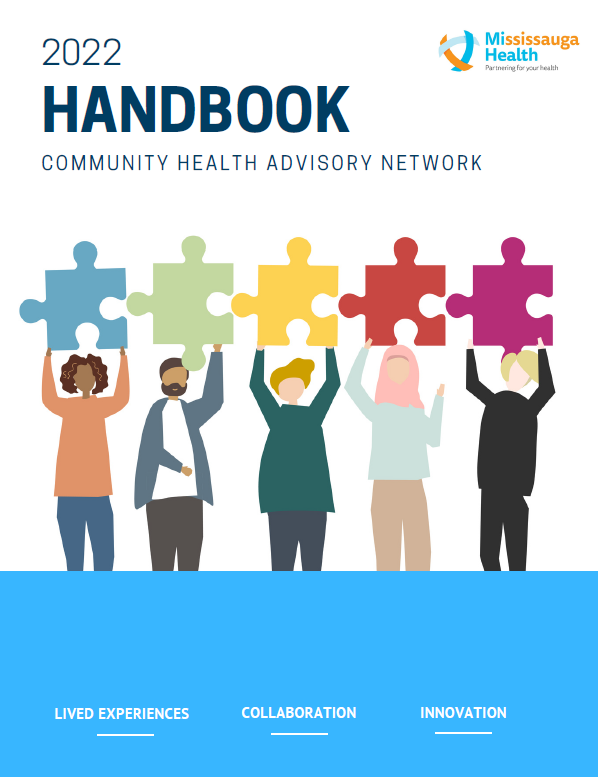 2022
Mississauga
Health
Partnering for your health
HANDBOOK
COMMUNITY HEALTH ADVISORY NETWORK
LIVED EXPERIENCES
COLLABORATION
INNOVATION